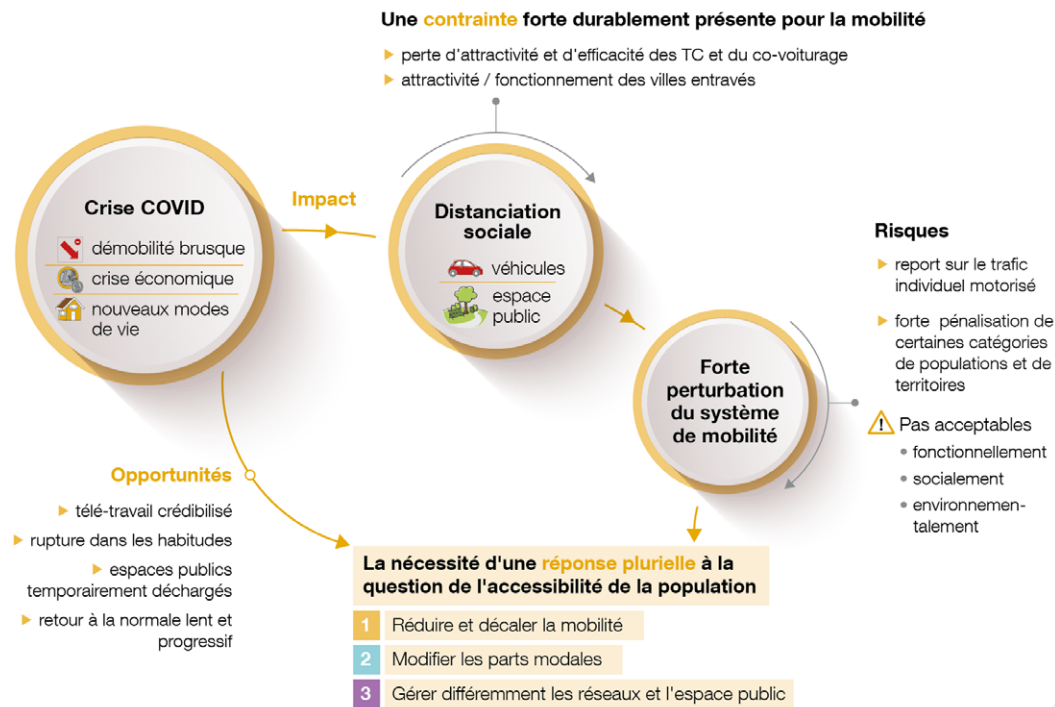 Une contrainte forte durablement présente pour la mobilité
perte d'attractivité et d'efficacité des TC et du co-voiturage
attractivité / fonctionnement des villes entravés
Crise COVID
démobilité brusque
crise économique
nouveaux modes
de vie
Impact
Distanciation
sociale
véhicules
espace
public
Forte
perturbation
du système
de mobilité
Risques
report sur le trafic
individuel motorisé
forte pénalisation de
certaines catégories
de populations et de
territoires
Pas acceptables
fonctionnellement
socialement
environnemen-
talement
Opportunités
télé-travail crédibilisé
rupture dans les habitudes
espaces publics
temporairement déchargés
retour à la normale lent et
progressif
La nécessité d'une réponse plurielle à la
question de l'accessibilité de la population
1 Réduire et décaler la mobilité
2 Modifier les parts modales
3 Gérer différemment les réseaux et l'espace public